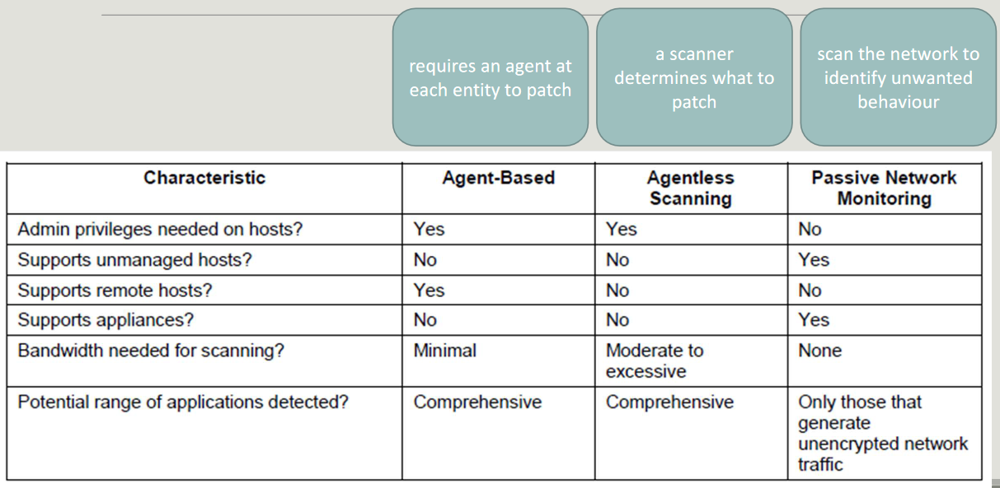 requires an agent at
each entity to patch
a scanner
determines what to
patch
scan the network to
identify unwanted
behaviour
Characteristic
Agent-Based
Agentless
Scanning
Passive Network
Monitoring
Admin privileges needed on hosts?
Yes
Yes
No
Supports unmanaged hosts?
No
No
Yes
Supports remote hosts?
Yes
No
No
Supports appliances?
No
No
Yes
Bandwidth needed for scanning?
Minimal
Moderate to
excessive
None
Potential range of applications detected?
Comprehensive
Comprehensive
Only those that
generate
unencrypted network
traffic